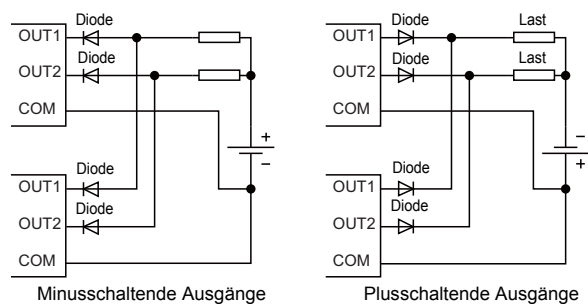 Diode
OUT1
Diode
OUT2
COM
+
−
Diode
OUT1
Diode
OUT2
COM
Minusschaltende Ausgänge
Diode
Last
OUT1
Diode
Last
OUT2
COM
−
+
Diode
OUT1
Diode
OUT2
COM
Plusschaltende Ausgänge